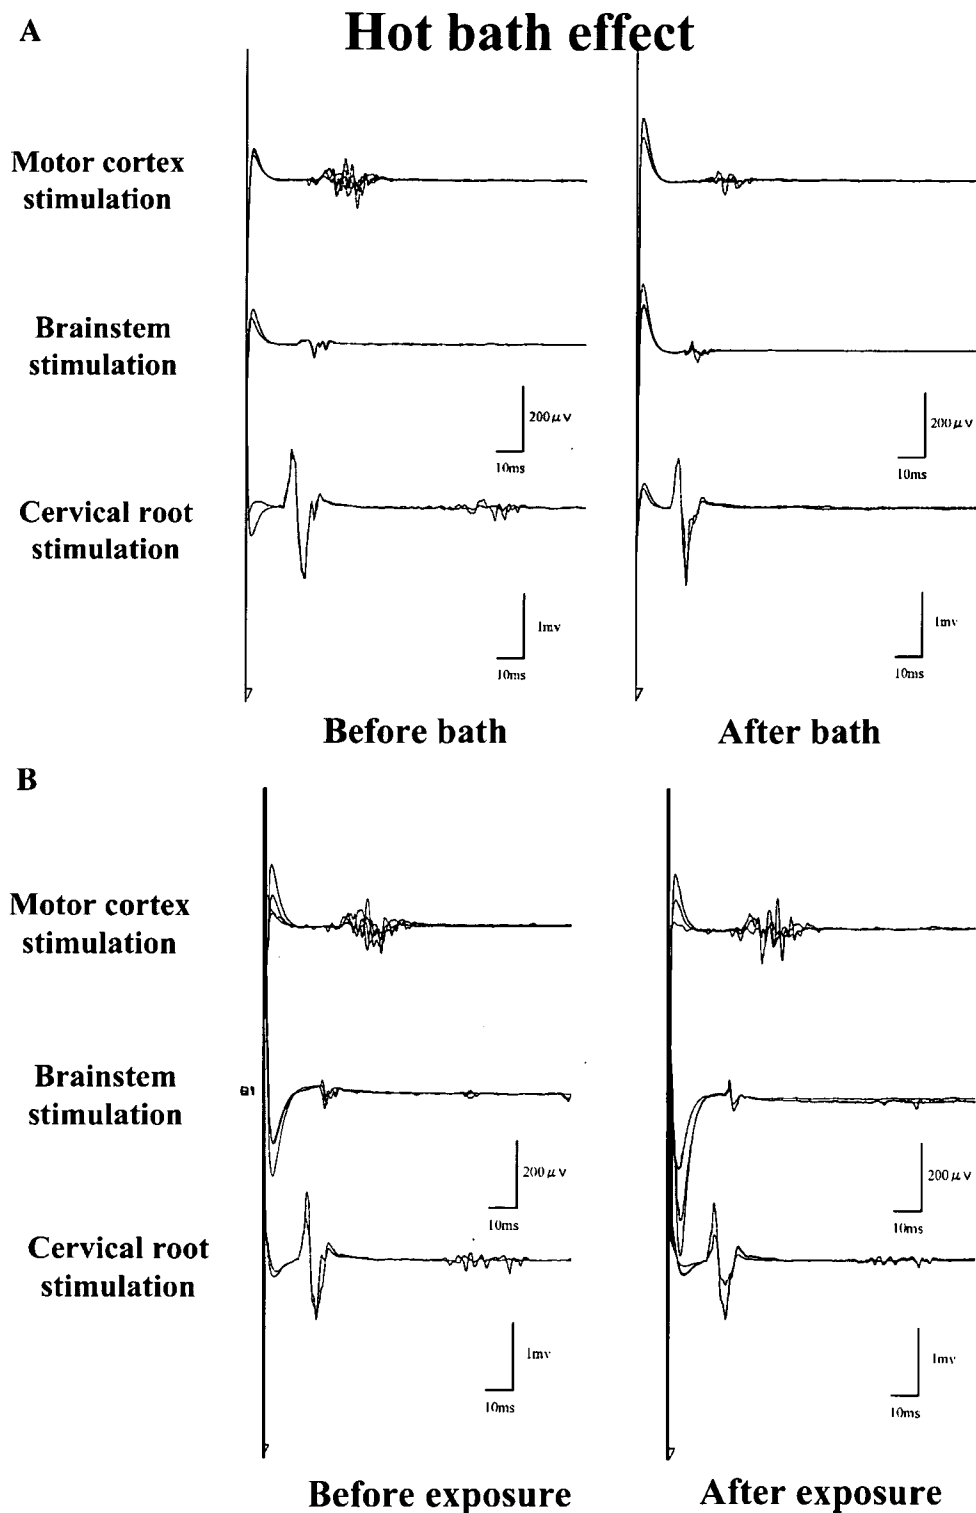 A
Hot bath effect
Motor cortex
stimulation
Brainstem
stimulation
200μV
10ms
200μV
10ms
Cervical root
stimulation
1mv
10ms
1mv
10ms
Before bath
After bath
B
Motor cortex
stimulation
Brainstem
stimulation
200μV
10ms
200μV
10ms
Cervical root
stimulation
1mv
10ms
1mv
10ms
Before exposure
After exposure